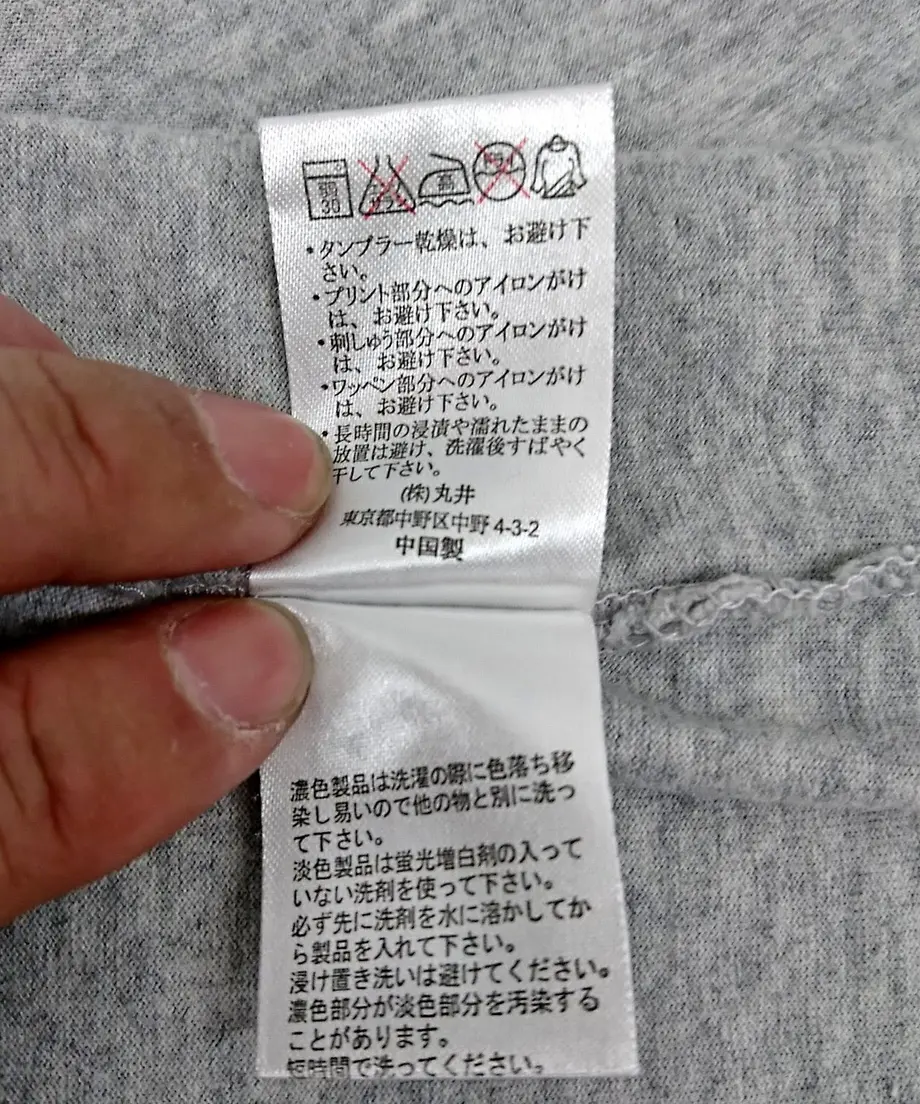 弱
30
エンソ
サラシ
高
ドライ
・タンブラー乾燥は、お避け下
さい。
・プリント部分へのアイロンがけ
は、お避け下さい。
・刺しゅう部分へのアイロンがけ
は、お避け下さい。
・ワッペン部分へのアイロンがけ
は、お避け下さい。
・長時間の浸漬や濡れたままの
放置は避け、洗濯後すばやく
干して下さい。
(株)丸井
東京都中野区中野4-3-2
中国製
濃色製品は洗濯の際に色落ち移
染し易いので他の物と別に洗っ
て下さい。
淡色製品は蛍光増白剤の入って
いない洗剤を使って下さい。
必ず先に洗剤を水に溶かしてか
ら製品を入れて下さい。
浸け置き洗いは避けてください。
濃色部分が淡色部分を汚染する
ことがあります。
短時間で洗ってください。